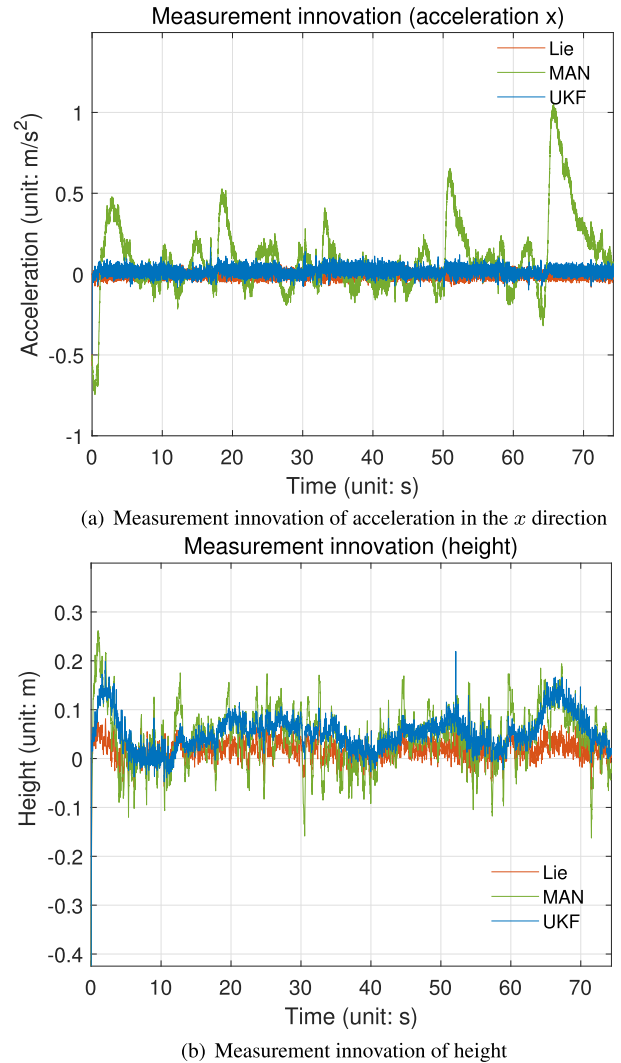 Measurement innovation (acceleration x)
Lie
MAN
UKF
1
0.5
0
-0.5
-1
Acceleration (unit: m/s²)
0 10 20 30 40 50 60 70
Time (unit: s)
(a) Measurement innovation of acceleration in the x direction
Measurement innovation (height)
0.3
0.2
0.1
0
-0.1
-0.2
-0.3
-0.4
Height (unit: m)
Lie
MAN
UKF
0 10 20 30 40 50 60 70
Time (unit: s)
(b) Measurement innovation of height